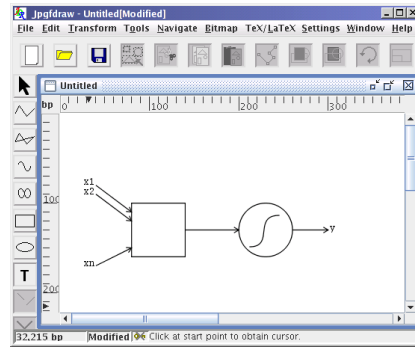 Jpgfdraw - Untitled[Modified]
File Edit Transform Tools Navigate Bitmap TeX/LaTeX Settings Window Help
Untitled
bp 0 100 200 300
100
x1
x2
y
xn
200
T
32,215 bp Modified Click at start point to obtain cursor.